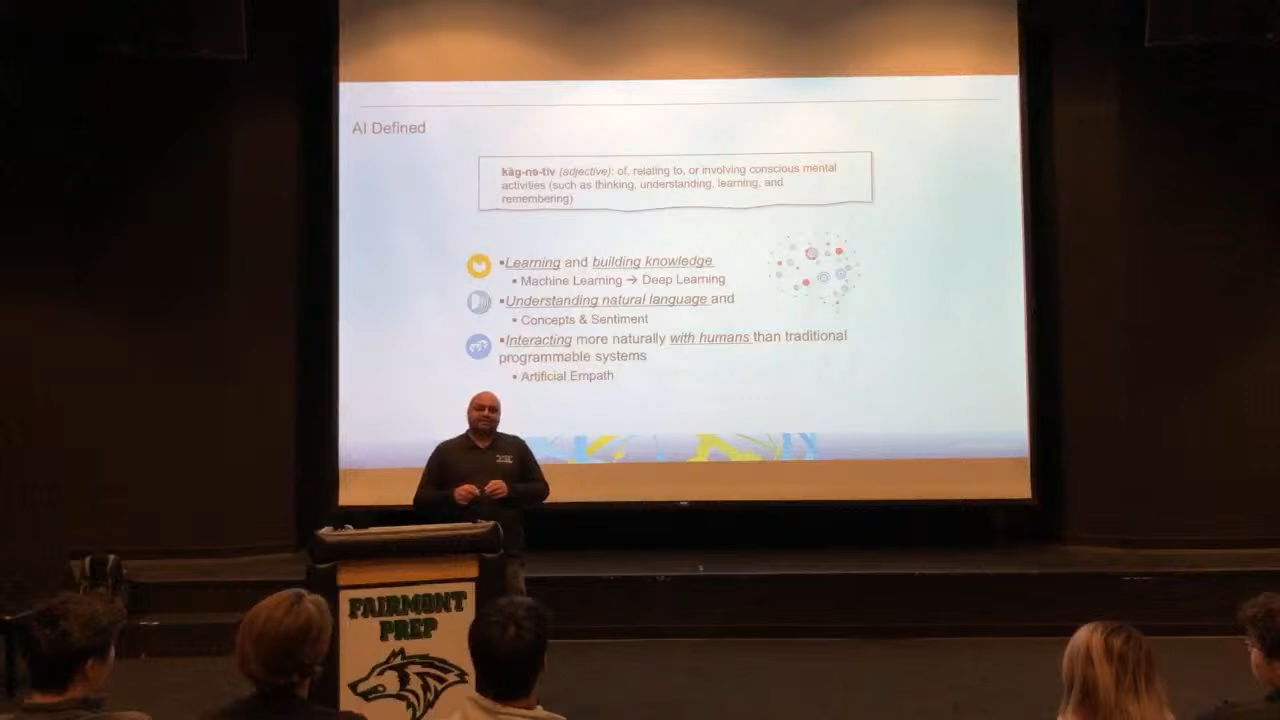 AI Defined
käg-nə-tiv (adjective): of, relating to, or involving conscious mental
activities (such as thinking, understanding, learning, and
remembering)
▪Learning and building knowledge
▪ Machine Learning → Deep Learning
▪Understanding natural language and
▪ Concepts & Sentiment
▪Interacting more naturally with humans than traditional
programmable systems
▪ Artificial Empath
FAIRMONT
PREP